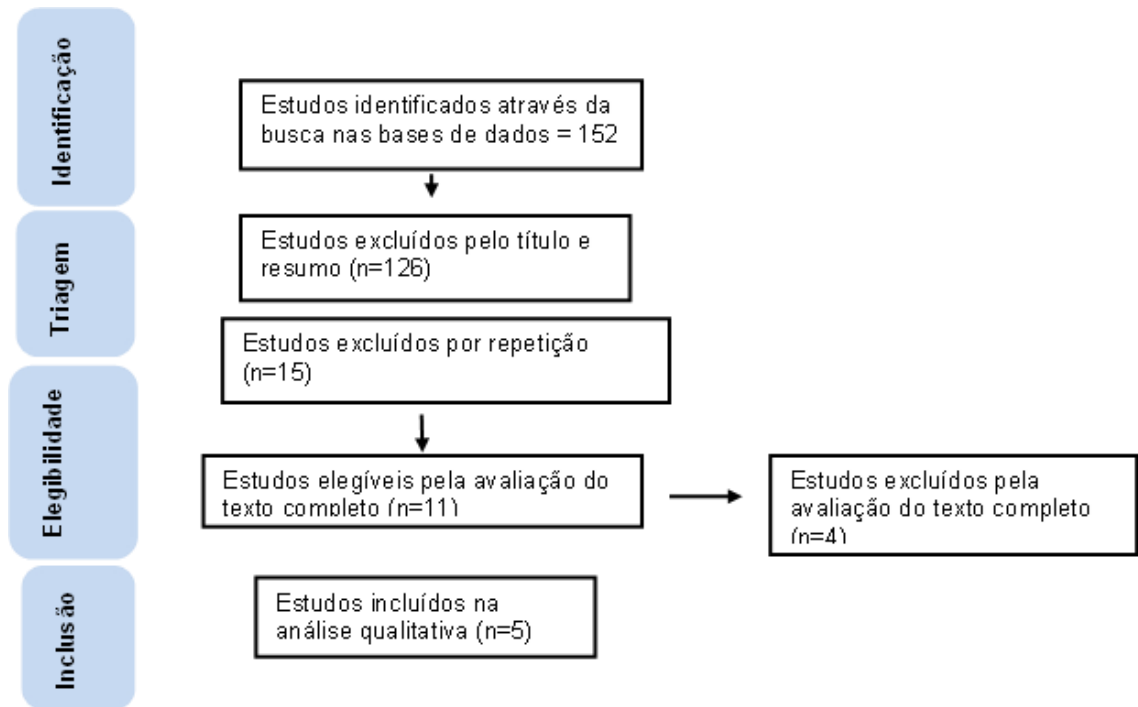 Identificação
Estudos identificados através da
busca nas bases de dados = 152
Triagem
Estudos excluídos pelo título e
resumo (n=126)
Estudos excluídos por repetição
(n=15)
Elegibilidade
Estudos elegíveis pela avaliação do
texto completo (n=11)
Estudos excluídos pela
avaliação do texto completo
(n=4)
Inclusão
Estudos incluídos na
análise qualitativa (n=5)